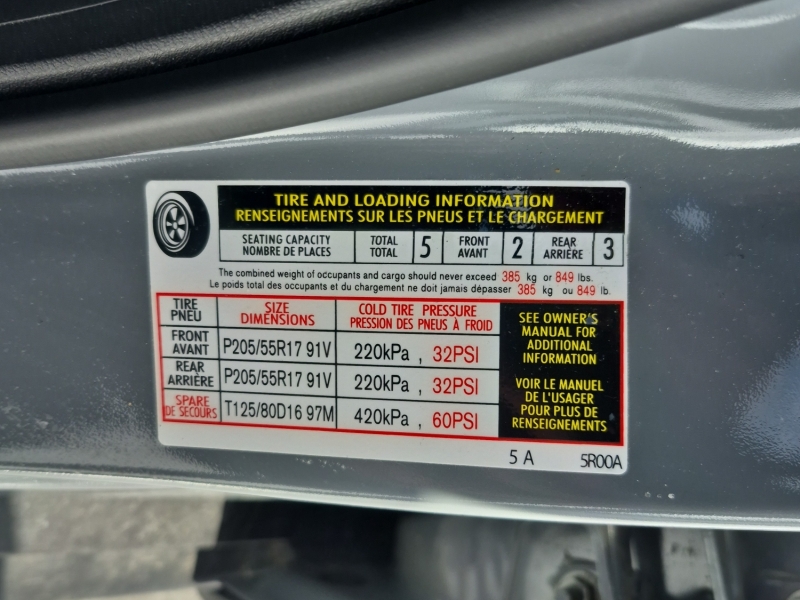 TIRE AND LOADING INFORMATION
RENSEIGNEMENTS SUR LES PNEUS ET LE CHARGEMENT
SEATING CAPACITY
NOMBRE DE PLACES
TOTAL
TOTAL
5
FRONT
AVANT
2
REAR
ARRIÈRE
3
The combined weight of occupants and cargo should never exceed 385 kg or 849 lbs.
Le poids total des occupants et du chargement ne doit jamais dépasser 385 kg ou 849 lb.
TIRE
PNEU
SIZE
DIMENSIONS
COLD TIRE PRESSURE
PRESSION DES PNEUS À FROID
FRONT
AVANT
P205/55R17 91V
220kPa , 32PSI
REAR
ARRIÈRE
P205/55R17 91V
220kPa , 32PSI
SPARE
DE SECOURS
T125/80D16 97M
420kPa , 60PSI
SEE OWNER'S
MANUAL FOR
ADDITIONAL
INFORMATION
VOIR LE MANUEL
DE L'USAGER
POUR PLUS DE
RENSEIGNEMENTS
5 A 5R00A